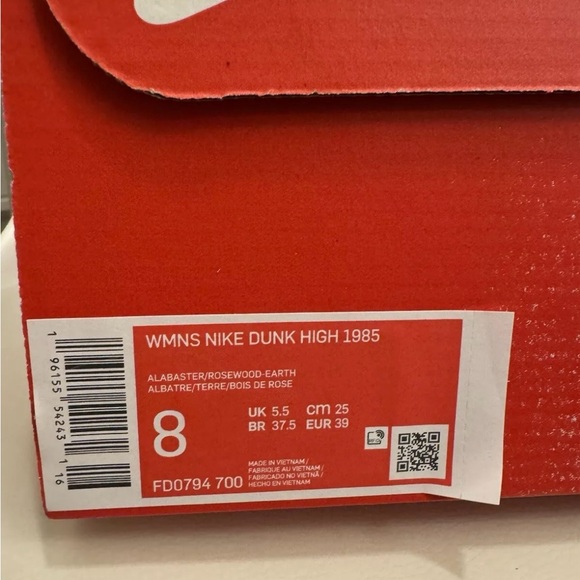 WMNS NIKE DUNK HIGH 1985
ALABASTER/ROSEWOOD-EARTH
ALBATRE/TERRE/BOIS DE ROSE
8
UK 5.5 cm 25
BR 37.5 EUR 39
FD0794 700
MADE IN VIETNAM/
FABRIQUE AU VIETNAM/
FABRICADO NO VIETNÃ/
HECHO EN VIETNAM
1 96155 54243 16